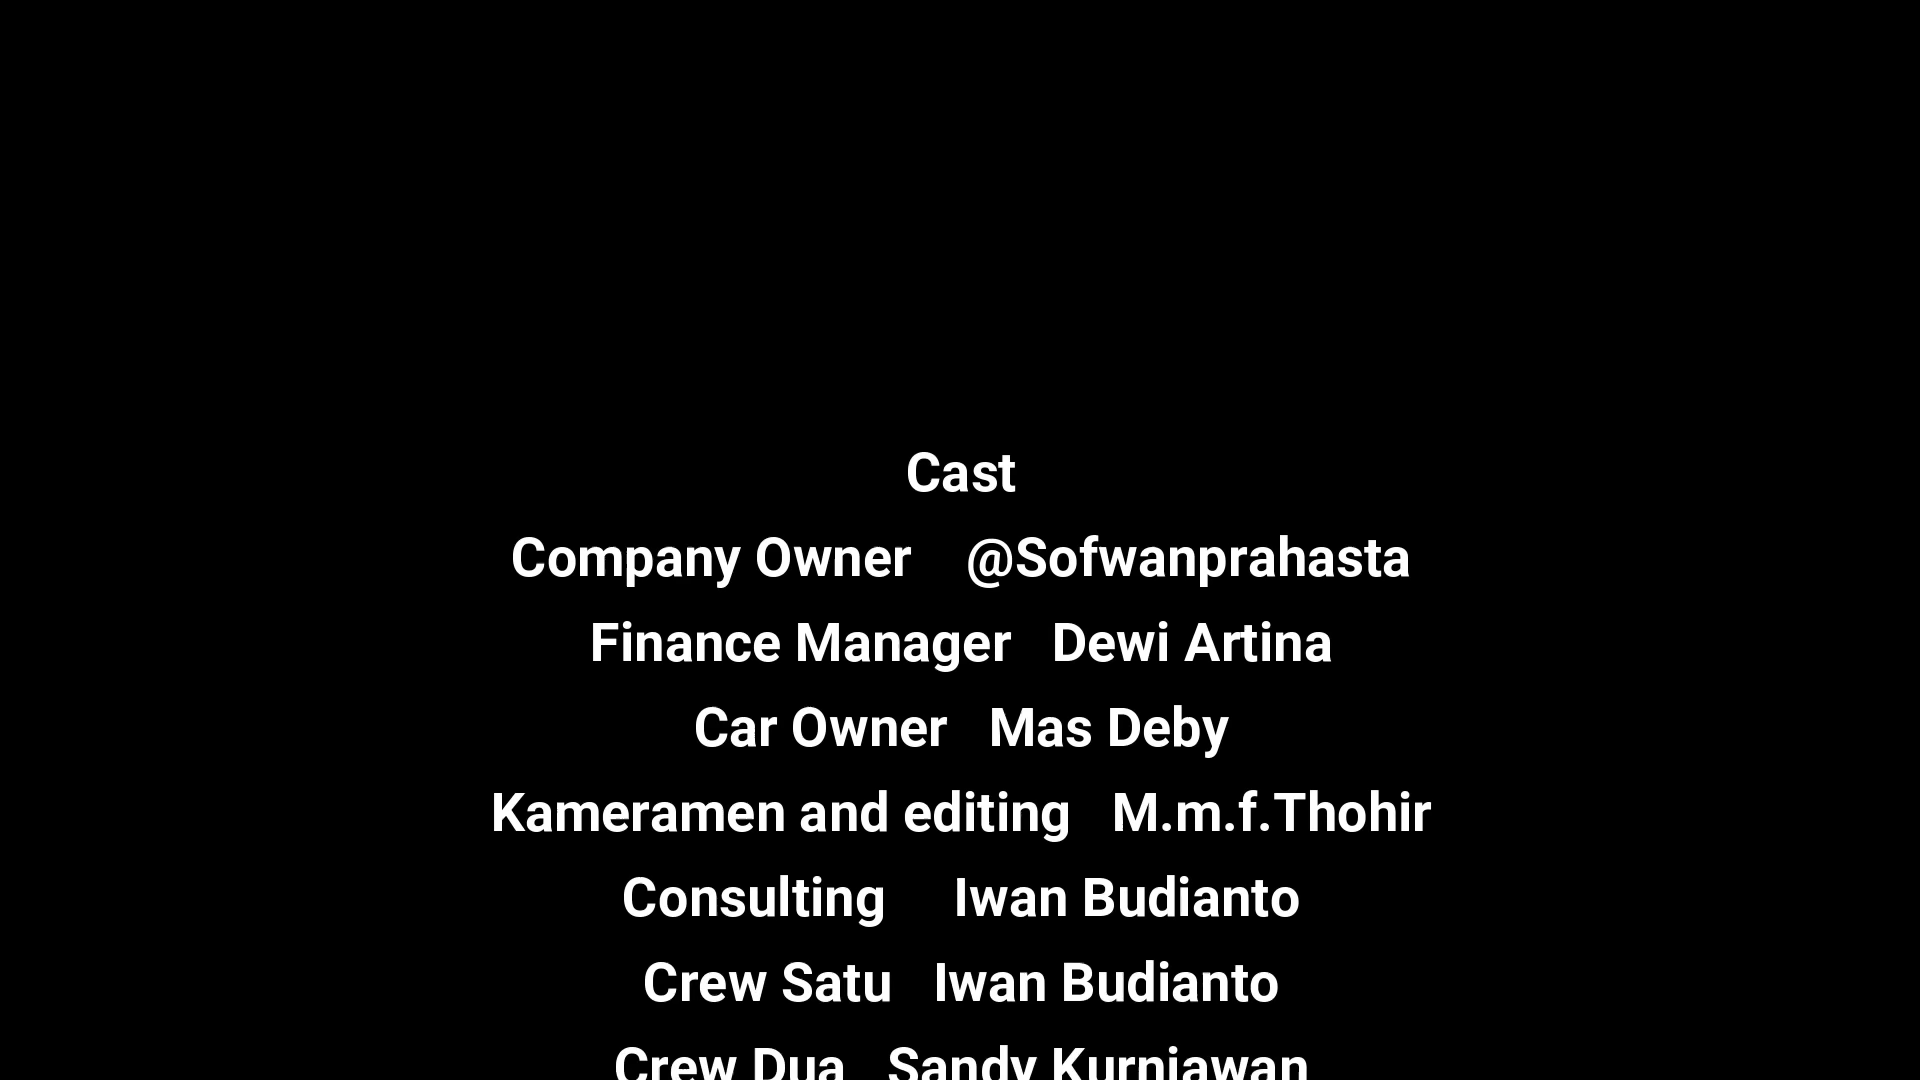 Cast
Company Owner @Sofwanprahasta
Finance Manager Dewi Artina
Car Owner Mas Deby
Kameramen and editing M.m.f.Thohir
Consulting Iwan Budianto
Crew Satu Iwan Budianto
Crew Dua Sandy Kurniawan